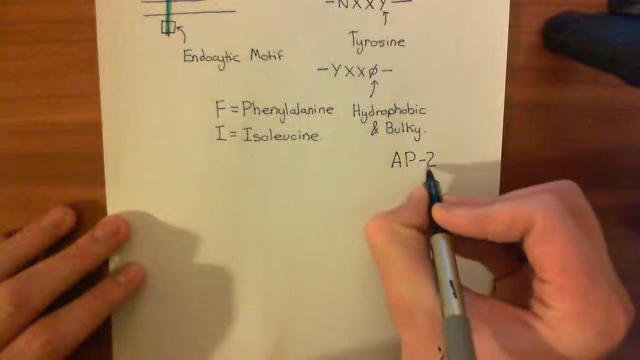 -NXXY-
Tyrosine
Endocytic Motif
-YXXφ-
F = Phenylalanine
I = Isoleucine
Hydrophobic
& Bulky.
AP-2